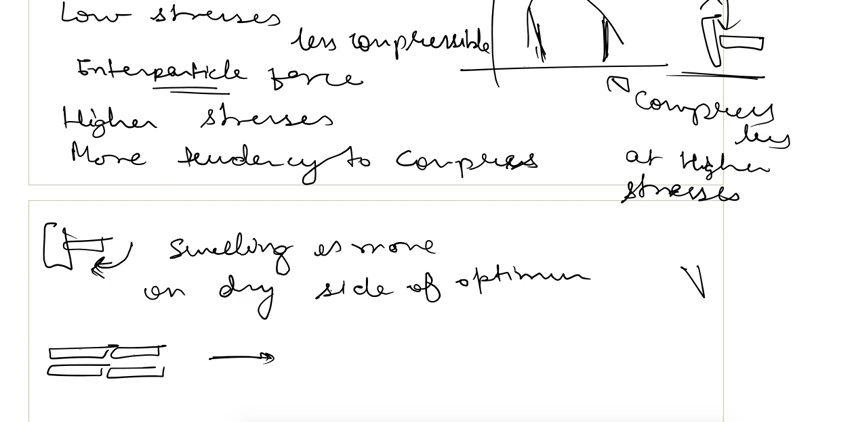 Low stresses
less compressible
Interparticle force
Higher stresses
More tendency to compress
Compress
less
at higher
stresses
Swelling is more
on dry side of optimum